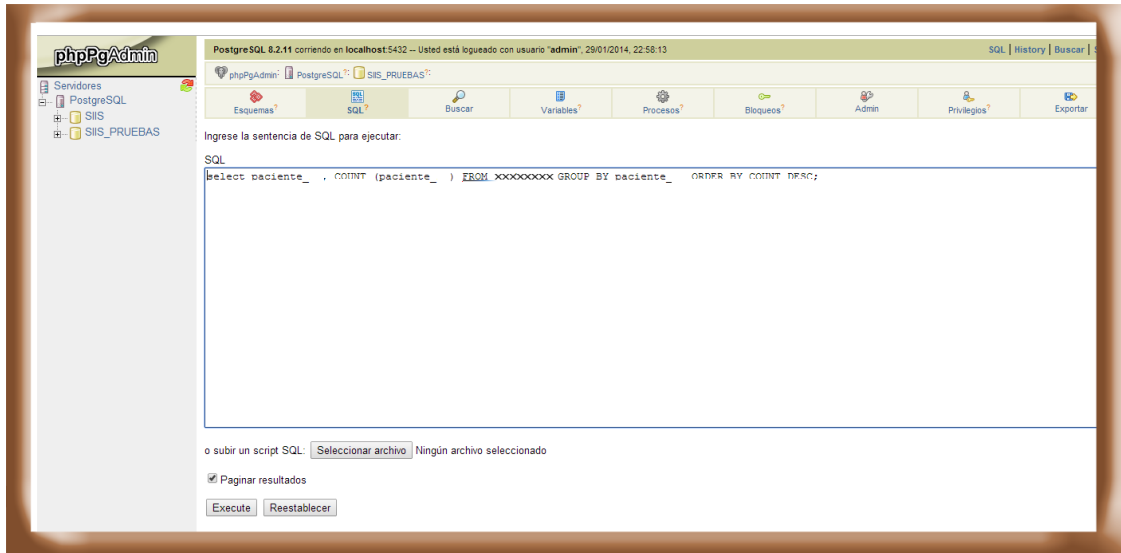 phpPgAdmin
Servidores
PostgreSQL
SIIS
SIIS_PRUEBAS
PostgreSQL 8.2.11 corriendo en localhost:5432 -- Usted está logueado con usuario "admin", 29/01/2014, 22:58:13
SQL | History | Buscar |
phpPgAdmin: PostgreSQL?: SIIS_PRUEBAS?:
Esquemas? SQL? Buscar Variables? Procesos? Bloqueos? Admin Privilegios? Exportar
Ingrese la sentencia de SQL para ejecutar:
SQL
select paciente_ , COUNT (paciente_ ) FROM XXXXXXXX GROUP BY paciente_ ORDER BY COUNT DESC;
o subir un script SQL: Seleccionar archivo Ningún archivo seleccionado
Paginar resultados
Execute Reestablecer